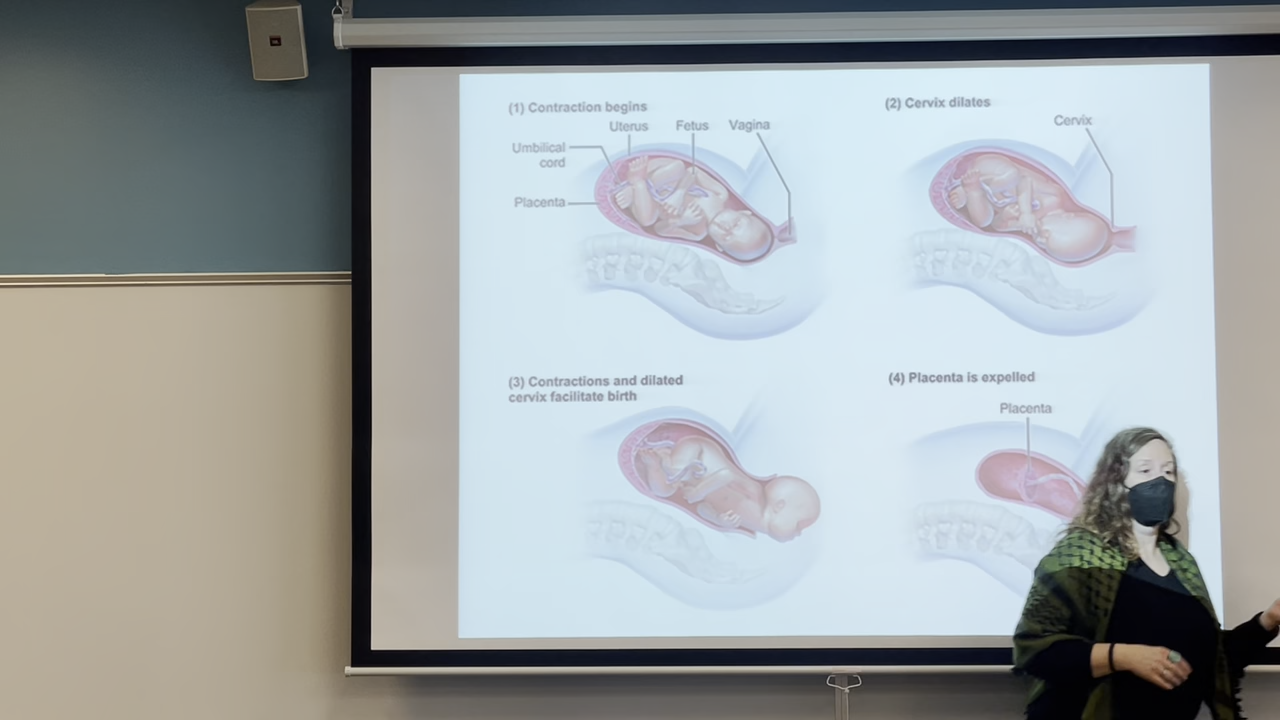 (1) Contraction begins
Uterus Fetus Vagina
Umbilical
cord
Placenta
(2) Cervix dilates
Cervix
(3) Contractions and dilated
cervix facilitate birth
(4) Placenta is expelled
Placenta